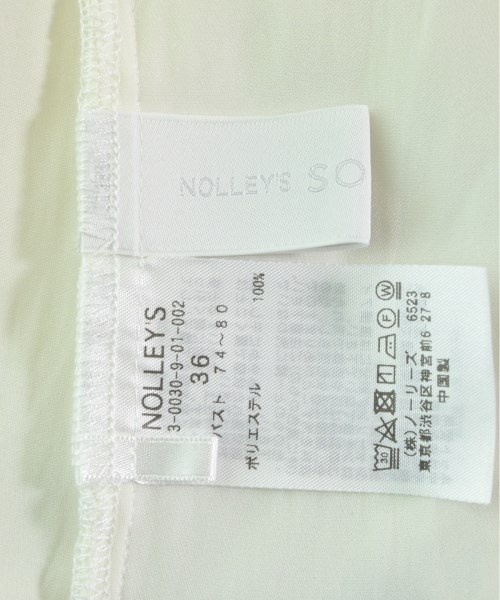 NOLLEY'S SO
NOLLEY'S
3-0030-9-01-002
36
バスト 74～80
ポリエステル 100%
30
F W
(株)ノーリーズ 6523
東京都渋谷区神宮前6-27-8
中国製